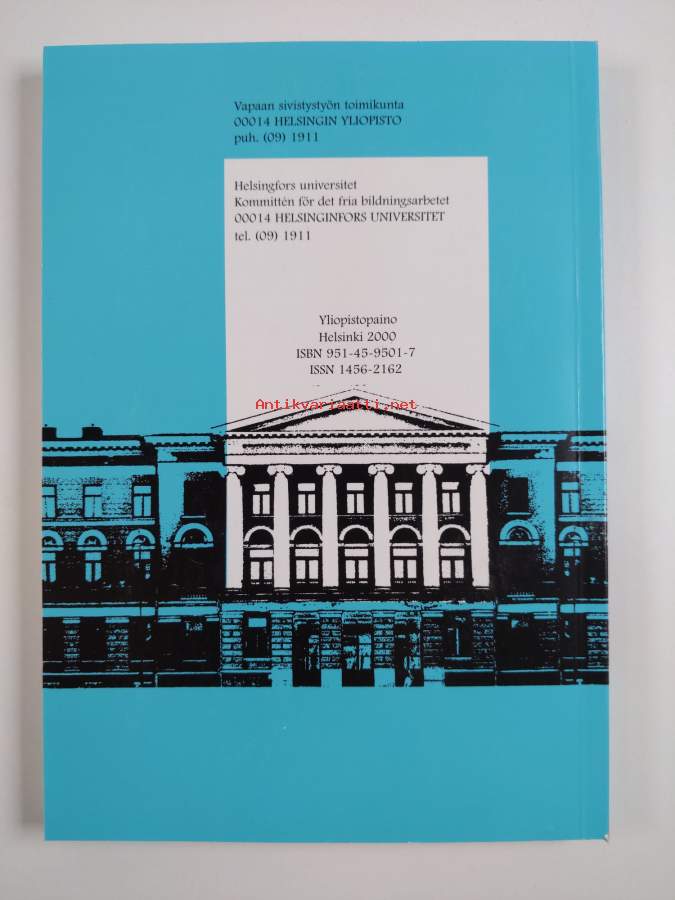 Vapaan sivistystyön toimikunta
00014 HELSINGIN YLIOPISTO
puh. (09) 1911
Helsingfors universitet
Kommittén för det fria bildningsarbetet
00014 HELSINGINFORS UNIVERSITET
tel. (09) 1911
Yliopistopaino
Helsinki 2000
ISBN 951-45-9501-7
ISSN 1456-2162
Antikvariaatti.net